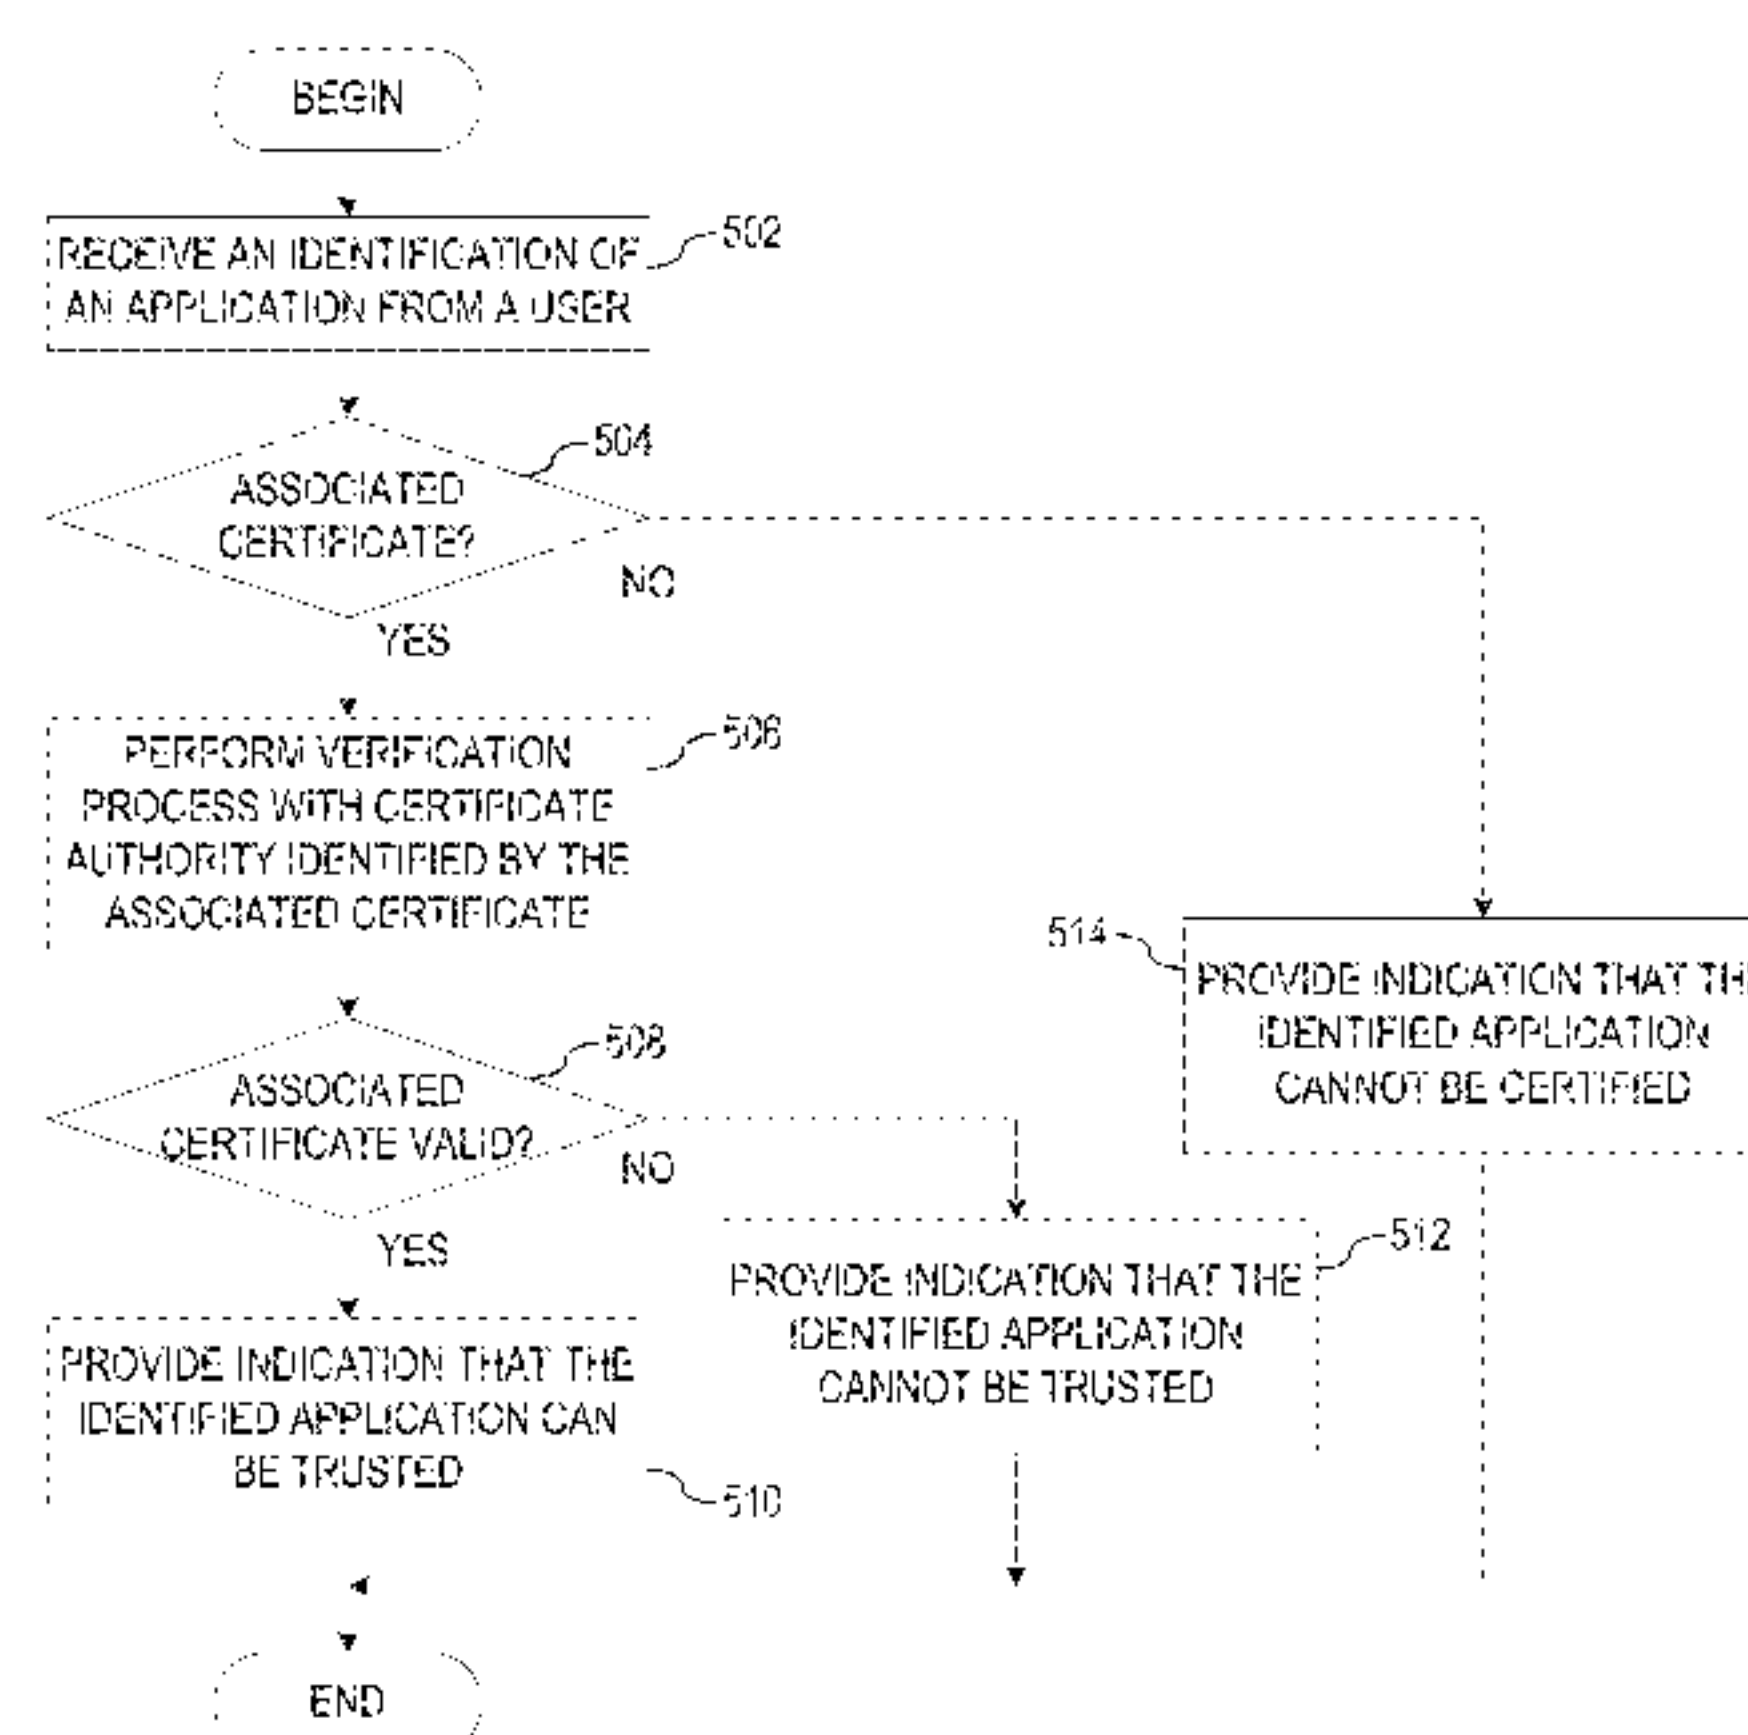 BEGIN
RECEIVE AN IDENTIFICATION OF
AN APPLICATION FROM A USER
502
ASSOCIATED
CERTIFICATE?
504
NO
YES
PERFORM VERIFICATION
PROCESS WITH CERTIFICATE
AUTHORITY IDENTIFIED BY THE
ASSOCIATED CERTIFICATE
506
514
PROVIDE INDICATION THAT TH
IDENTIFIED APPLICATION
CANNOT BE CERTIFIED
ASSOCIATED
CERTIFICATE VALID?
508
NO
YES
PROVIDE INDICATION THAT THE
IDENTIFIED APPLICATION
CANNOT BE TRUSTED
512
PROVIDE INDICATION THAT THE
IDENTIFIED APPLICATION CAN
BE TRUSTED
510
END